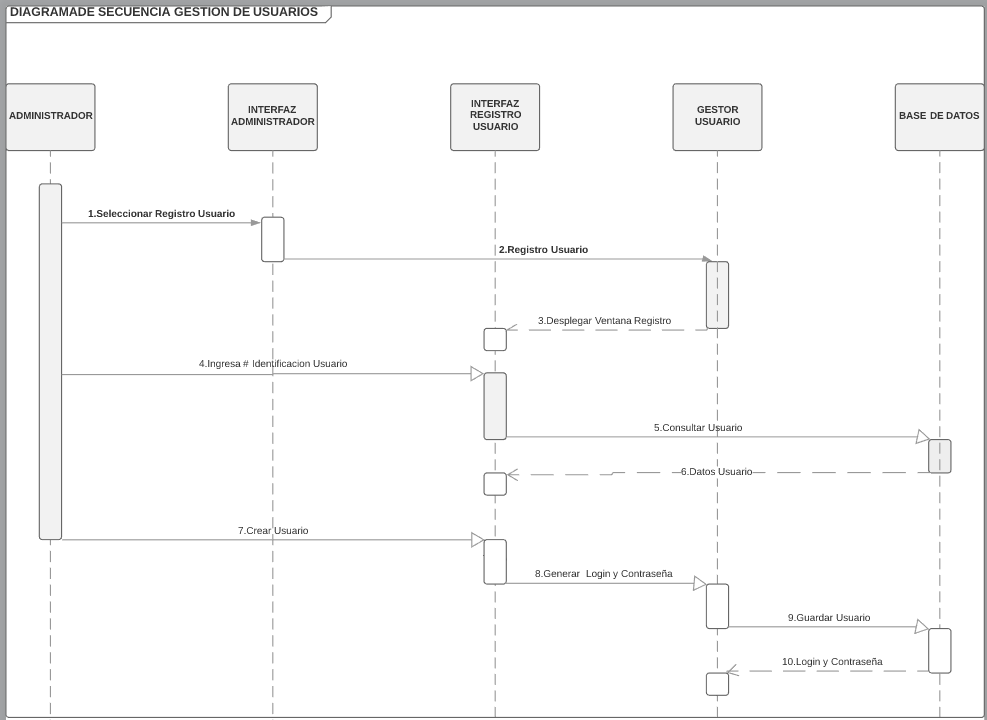 DIAGRAMADE SECUENCIA GESTION DE USUARIOS
ADMINISTRADOR
INTERFAZ
ADMINISTRADOR
INTERFAZ
REGISTRO
USUARIO
GESTOR
USUARIO
BASE DE DATOS
1.Seleccionar Registro Usuario
2.Registro Usuario
3.Desplegar Ventana Registro
4.Ingresa # Identificacion Usuario
5.Consultar Usuario
6.Datos Usuario
7.Crear Usuario
8.Generar Login y Contraseña
9.Guardar Usuario
10.Login y Contraseña